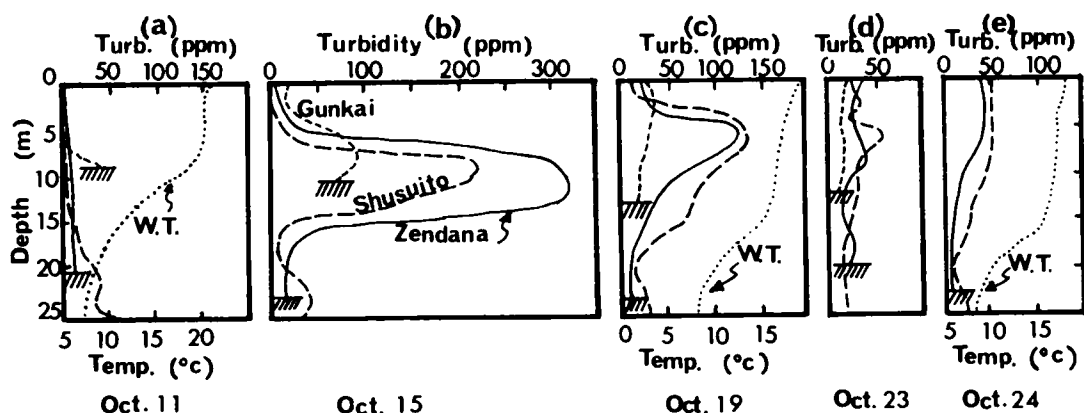 (a) (b) (c) (d) (e)
Turb. (ppm) Turbidity (ppm) Turb. (ppm) Turb. (ppm) Turb. (ppm)
0 50 100 150 0 100 200 300 0 50 100 150 0 50 0 50 100
0
5
10
15
20
25
Depth (m)
W.T.
Gunkai
Shusuito
Zendana
W.T.
W.T.
5 10 15 20 0 5 10 15 5 10 15
Temp. (°c) Temp. (°c) Temp. (°c)
Oct. 11 Oct. 15 Oct. 19 Oct. 23 Oct. 24